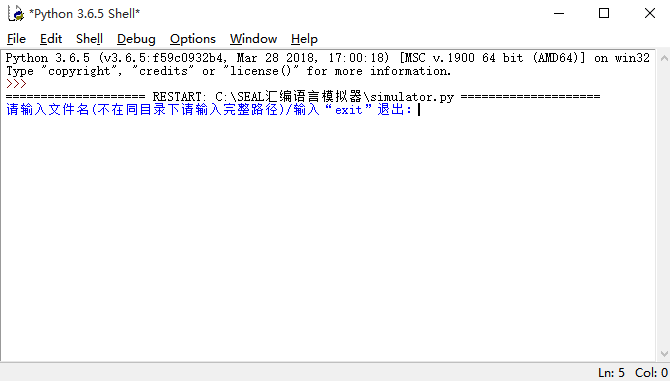 *Python 3.6.5 Shell*
File Edit Shell Debug Options Window Help
Python 3.6.5 (v3.6.5:f59c0932b4, Mar 28 2018, 17:00:18) [MSC v.1900 64 bit (AMD64)] on win32
Type "copyright", "credits" or "license()" for more information.
>>>
==================== RESTART: C:\SEAL汇编语言模拟器\simulator.py ====================
请输入文件名(不在同目录下请输入完整路径)/输入“exit”退出:
Ln: 5 Col: 0